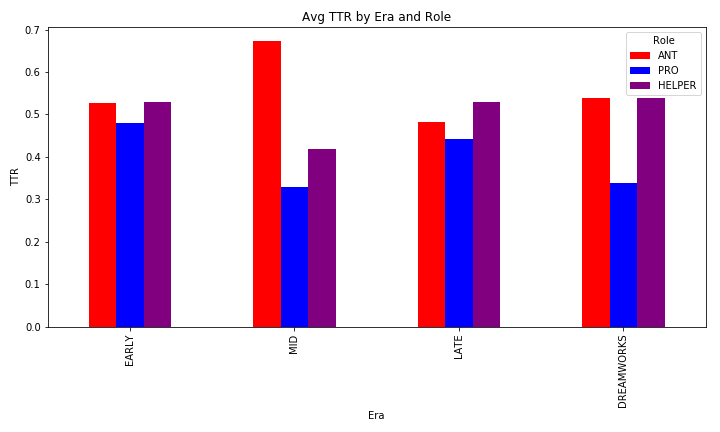 Avg TTR by Era and Role
Role
ANT
PRO
HELPER
TTR
0.7
0.6
0.5
0.4
0.3
0.2
0.1
0.0
EARLY
MID
LATE
DREAMWORKS
Era